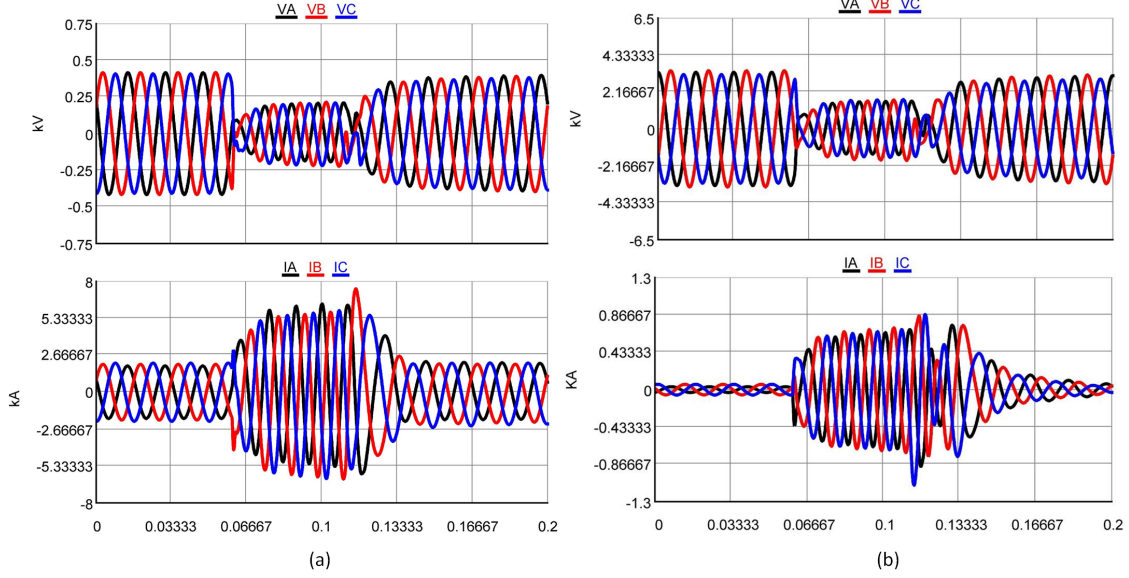 VA VB VC
0.75
0.5
0.25
0
-0.25
-0.5
-0.75
kV
IA IB IC
8
5.33333
2.66667
0
-2.66667
-5.33333
-8
kA
0 0.03333 0.06667 0.1 0.13333 0.16667 0.2
(a)
VA VB VC
6.5
4.33333
2.16667
0
-2.16667
-4.33333
-6.5
kV
IA IB IC
1.3
0.86667
0.43333
0
-0.43333
-0.86667
-1.3
KA
0 0.03333 0.06667 0.1 0.13333 0.16667 0.2
(b)